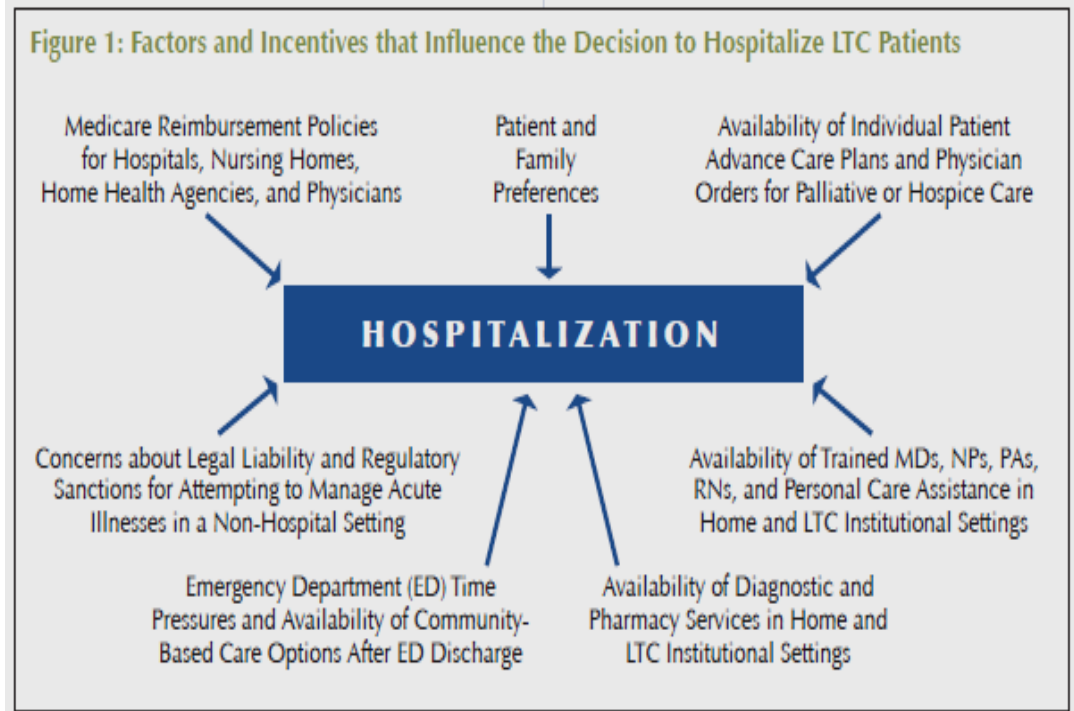 Figure 1: Factors and Incentives that Influence the Decision to Hospitalize LTC Patients
Medicare Reimbursement Policies
for Hospitals, Nursing Homes,
Home Health Agencies, and Physicians
Patient and
Family
Preferences
Availability of Individual Patient
Advance Care Plans and Physician
Orders for Palliative or Hospice Care
HOSPITALIZATION
Concerns about Legal Liability and Regulatory
Sanctions for Attempting to Manage Acute
Illnesses in a Non-Hospital Setting
Availability of Trained MDs, NPs, PAs,
RNs, and Personal Care Assistance in
Home and LTC Institutional Settings
Emergency Department (ED) Time
Pressures and Availability of Community-
Based Care Options After ED Discharge
Availability of Diagnostic and
Pharmacy Services in Home and
LTC Institutional Settings